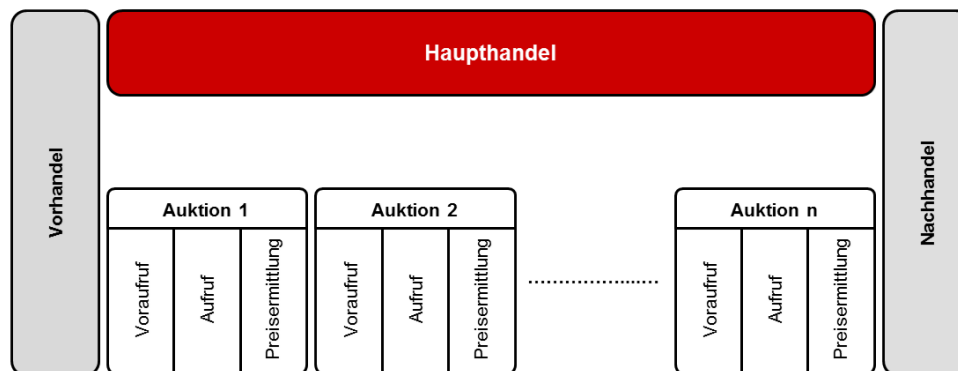 Haupthandel
Vorhandel
Nachhandel
Auktion 1
Voraufruf
Aufruf
Preisermittlung
Auktion 2
Voraufruf
Aufruf
Preisermittlung
Auktion n
Voraufruf
Aufruf
Preisermittlung